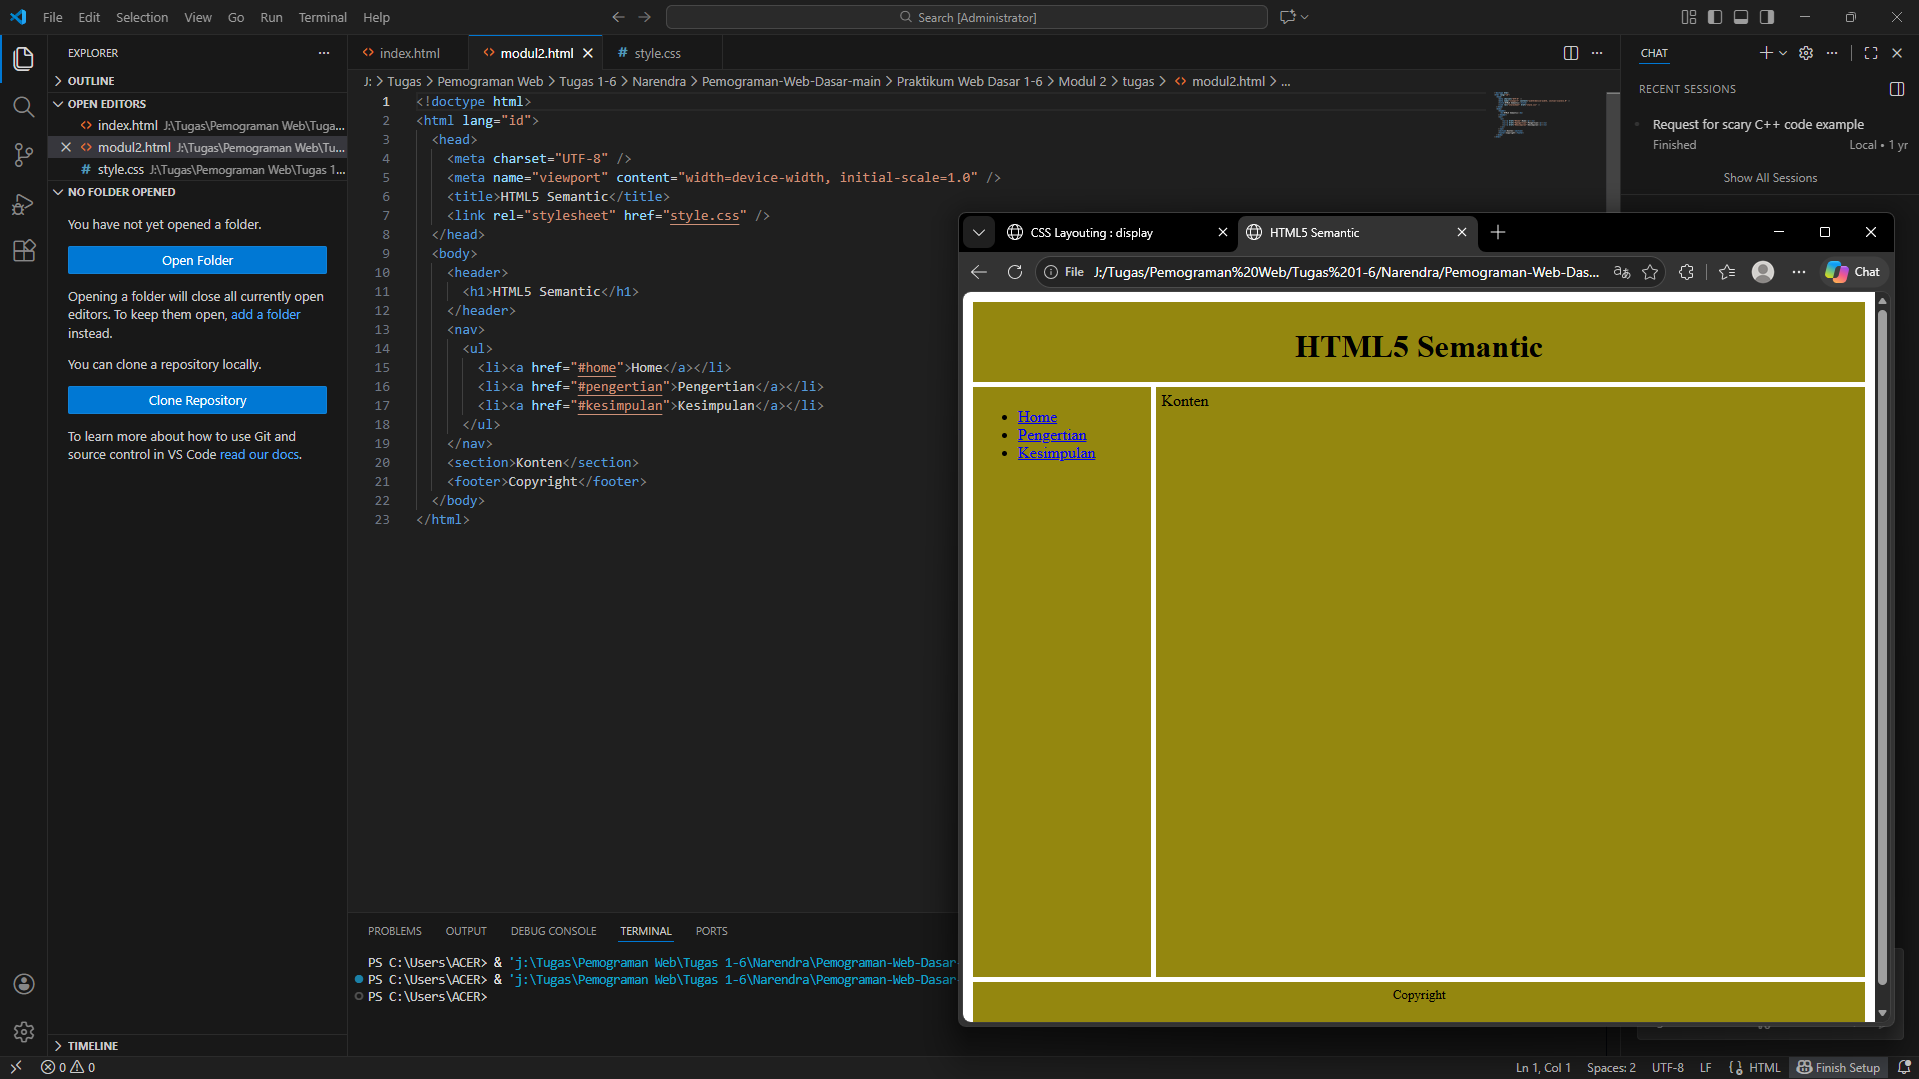 File Edit Selection View Go Run Terminal Help
Search [Administrator]
EXPLORER
OUTLINE
OPEN EDITORS
index.html J:\Tugas\Pemograman Web\Tuga...
modul2.html J:\Tugas\Pemograman Web\Tu...
style.css J:\Tugas\Pemograman Web\Tugas 1...
NO FOLDER OPENED
You have not yet opened a folder.
Open Folder
Opening a folder will close all currently open
editors. To keep them open, add a folder
instead.
You can clone a repository locally.
Clone Repository
To learn more about how to use Git and
source control in VS Code read our docs.
TIMELINE
index.html modul2.html style.css
J: > Tugas > Pemograman Web > Tugas 1-6 > Narendra > Pemograman-Web-Dasar-main > Praktikum Web Dasar 1-6 > Modul 2 > tugas > modul2.html > ...
1 <!doctype html>
2 <html lang="id">
3 <head>
4 <meta charset="UTF-8" />
5 <meta name="viewport" content="width=device-width, initial-scale=1.0" />
6 <title>HTML5 Semantic</title>
7 <link rel="stylesheet" href="style.css" />
8 </head>
9 <body>
10 <header>
11 <h1>HTML5 Semantic</h1>
12 </header>
13 <nav>
14 <ul>
15 <li><a href="#home">Home</a></li>
16 <li><a href="#pengertian">Pengertian</a></li>
17 <li><a href="#kesimpulan">Kesimpulan</a></li>
18 </ul>
19 </nav>
20 <section>Konten</section>
21 <footer>Copyright</footer>
22 </body>
23 </html>
PROBLEMS OUTPUT DEBUG CONSOLE TERMINAL PORTS
PS C:\Users\ACER> & 'j:\Tugas\Pemograman Web\Tugas 1-6\Narendra\Pemograman-Web-Dasar-
PS C:\Users\ACER> & 'j:\Tugas\Pemograman Web\Tugas 1-6\Narendra\Pemograman-Web-Dasar-
PS C:\Users\ACER>
CHAT
RECENT SESSIONS
Request for scary C++ code example
Finished Local • 1 yr
Show All Sessions
CSS Layouting : display HTML5 Semantic
File J:/Tugas/Pemograman%20Web/Tugas%201-6/Narendra/Pemograman-Web-Das... Chat
HTML5 Semantic
Home
Pengertian
Kesimpulan
Konten
Copyright
0 0 Ln 1, Col 1 Spaces: 2 UTF-8 LF HTML Finish Setup